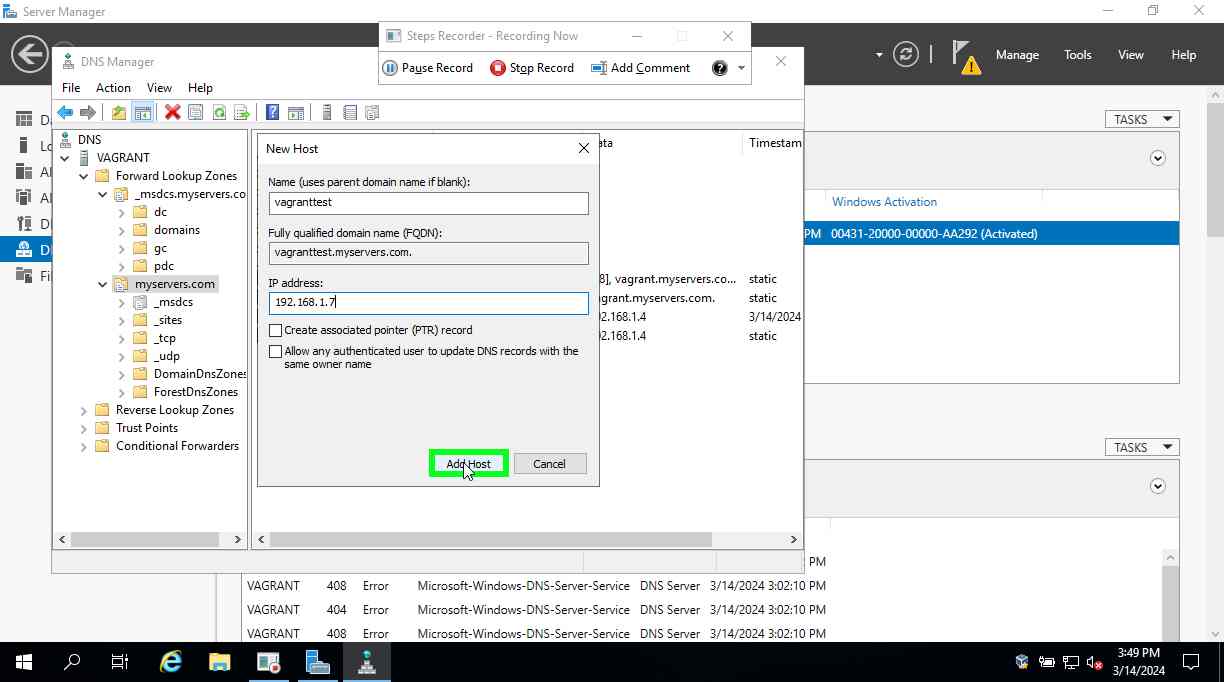 Server Manager
Steps Recorder - Recording Now
Pause Record
Stop Record
Add Comment
Manage
Tools
View
Help
DNS Manager
File
Action
View
Help
DNS
VAGRANT
Forward Lookup Zones
_msdcs.myservers.co
dc
domains
gc
pdc
myservers.com
_msdcs
_sites
_tcp
_udp
DomainDnsZones
ForestDnsZones
Reverse Lookup Zones
Trust Points
Conditional Forwarders
New Host
Name (uses parent domain name if blank):
vagranttest
Fully qualified domain name (FQDN):
vagranttest.myservers.com.
IP address:
192.168.1.7
Create associated pointer (PTR) record
Allow any authenticated user to update DNS records with the
same owner name
Add Host
Cancel
ata
Timestam
8], vagrant.myservers.co...
static
grant.myservers.com.
static
2.168.1.4
3/14/2024
2.168.1.4
static
TASKS
Windows Activation
PM
00431-20000-00000-AA292 (Activated)
TASKS
PM
VAGRANT 408 Error Microsoft-Windows-DNS-Server-Service DNS Server 3/14/2024 3:02:10 PM
VAGRANT 404 Error Microsoft-Windows-DNS-Server-Service DNS Server 3/14/2024 3:02:10 PM
VAGRANT 408 Error Microsoft-Windows-DNS-Server-Service DNS Server 3/14/2024 3:02:10 PM
3:49 PM
3/14/2024